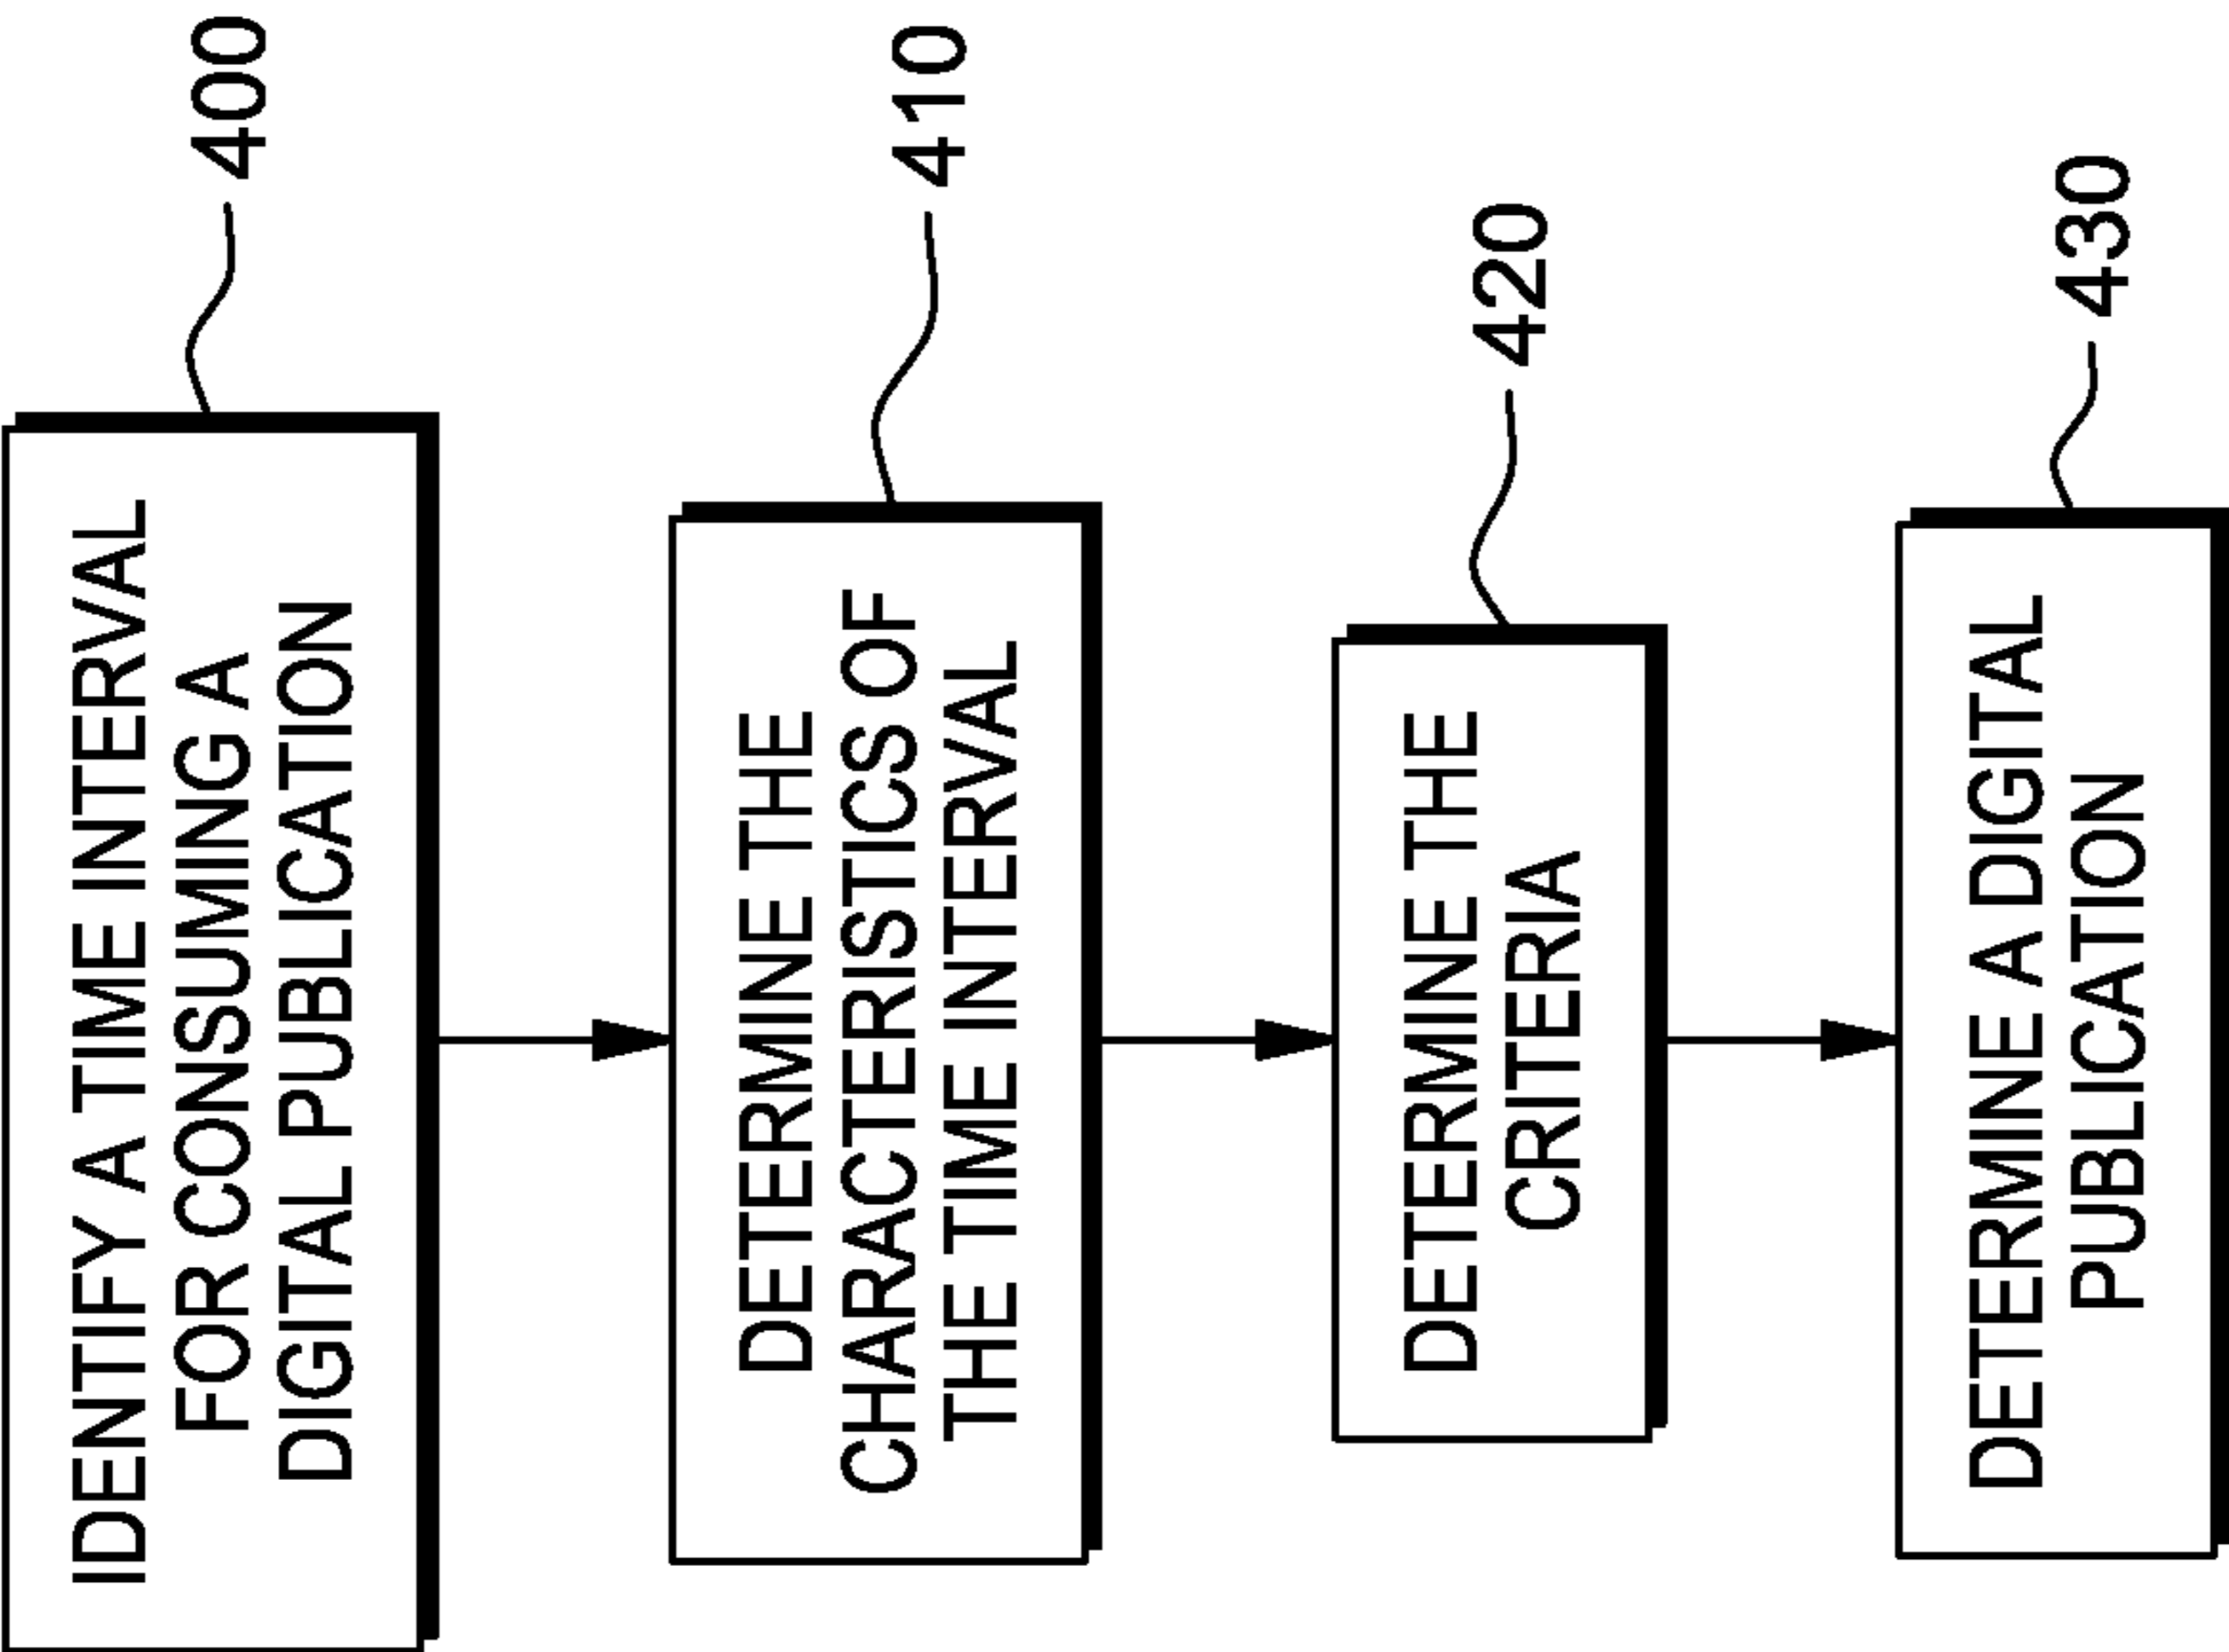 IDENTIFY A TIME INTERVAL
FOR CONSUMING A
DIGITAL PUBLICATION
400
DETERMINE THE
CHARACTERISTICS OF
THE TIME INTERVAL
410
DETERMINE THE
CRITERIA
420
DETERMINE A DIGITAL
PUBLICATION
430